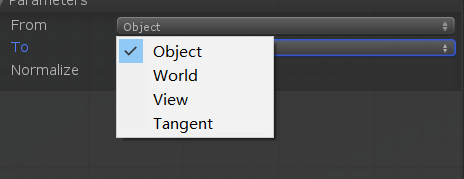 Parameters
From Object
To
Normalize
Object
World
View
Tangent